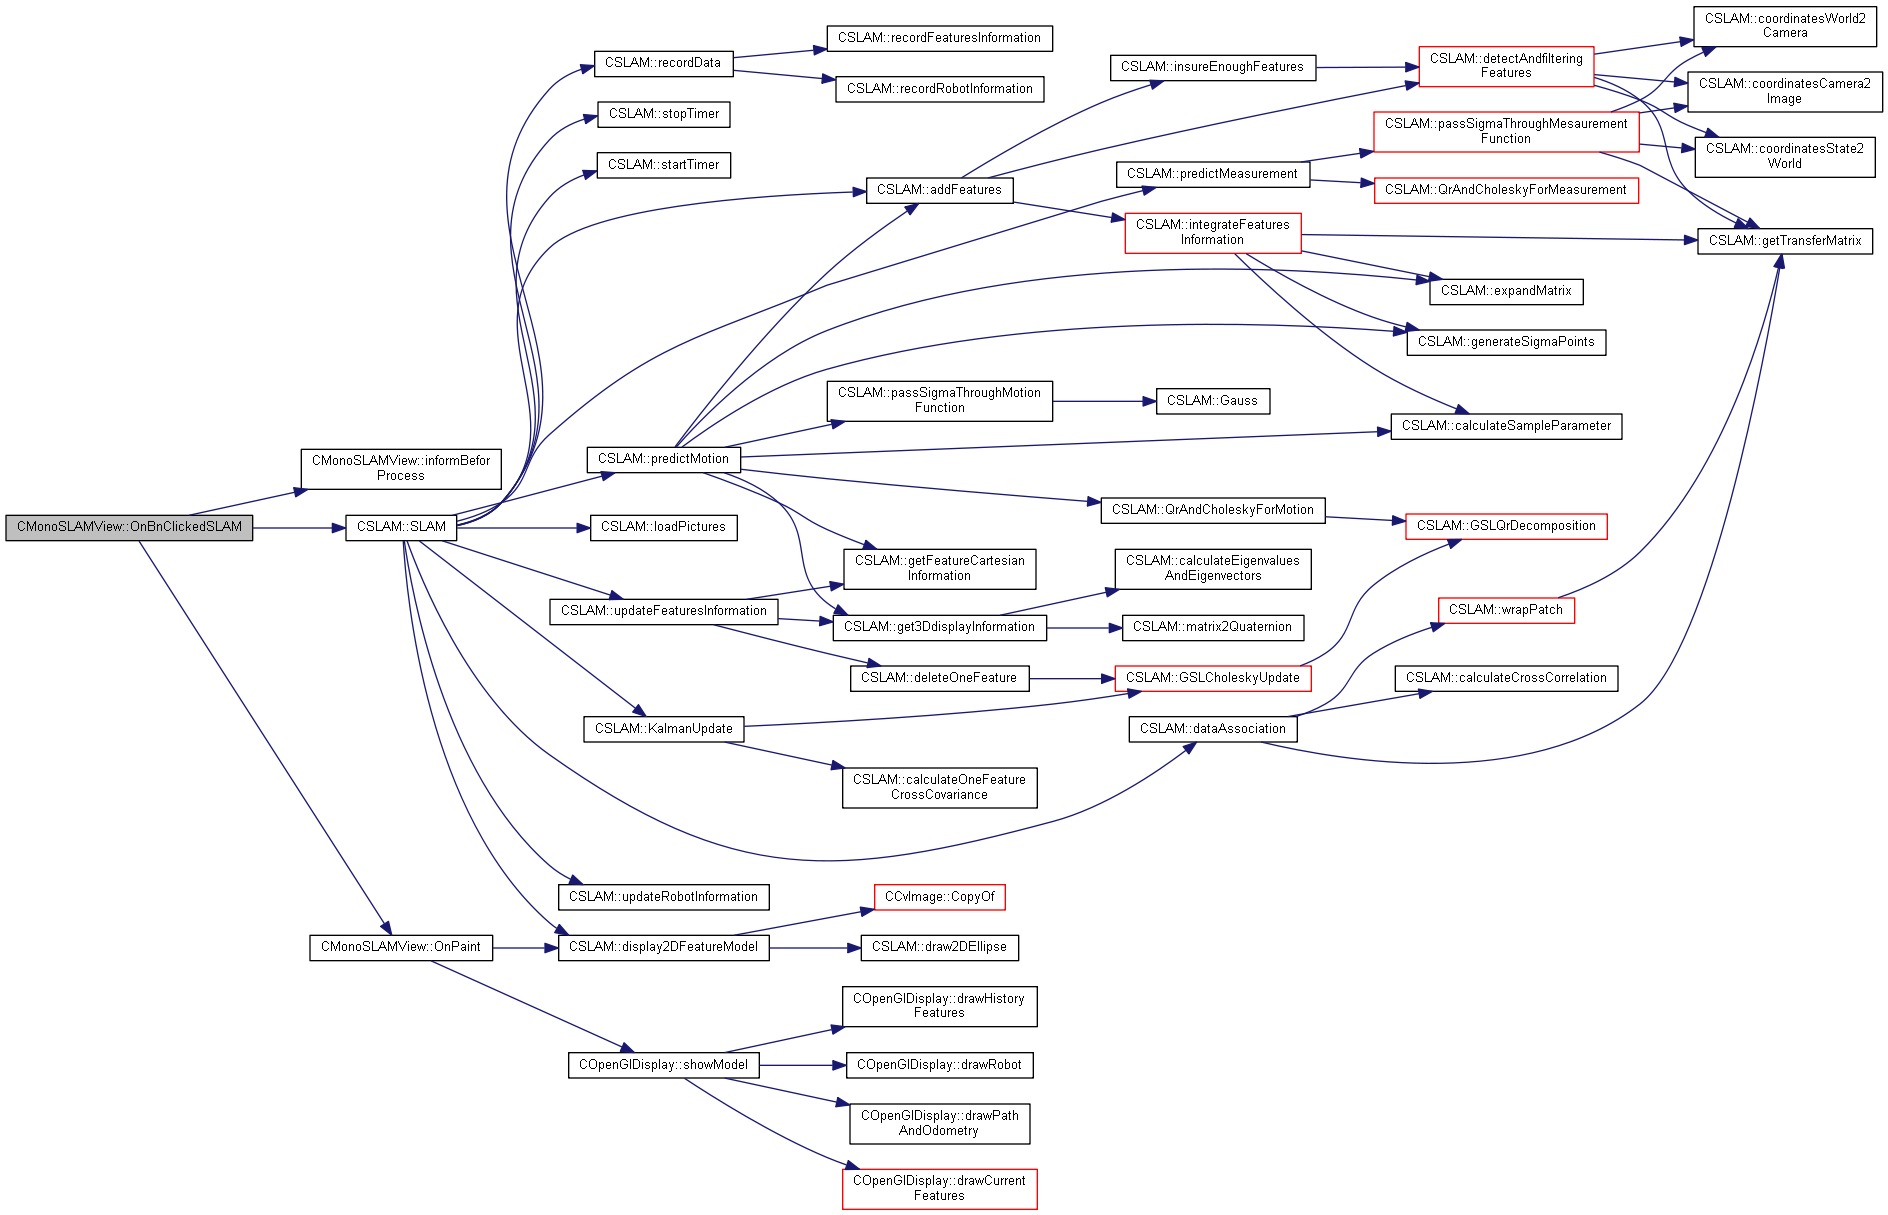 CMonoSLAMView::OnBnClickedSLAM
CMonoSLAMView::informBefor
Process
CSLAM::SLAM
CMonoSLAMView::OnPaint
CSLAM::recordData
CSLAM::stopTimer
CSLAM::startTimer
CSLAM::predictMotion
CSLAM::loadPictures
CSLAM::updateFeaturesInformation
CSLAM::KalmanUpdate
CSLAM::updateRobotInformation
CSLAM::display2DFeatureModel
COpenGlDisplay::showModel
CSLAM::recordFeaturesInformation
CSLAM::recordRobotInformation
CSLAM::addFeatures
CSLAM::passSigmaThroughMotion
Function
CSLAM::getFeatureCartesian
Information
CSLAM::get3DdisplayInformation
CSLAM::deleteOneFeature
CSLAM::calculateOneFeature
CrossCovariance
CCvImage::CopyOf
CSLAM::draw2DEllipse
COpenGlDisplay::drawHistory
Features
COpenGlDisplay::drawRobot
COpenGlDisplay::drawPath
AndOdometry
COpenGlDisplay::drawCurrent
Features
CSLAM::insureEnoughFeatures
CSLAM::predictMeasurement
CSLAM::integrateFeatures
Information
CSLAM::Gauss
CSLAM::QrAndCholeskyForMotion
CSLAM::calculateEigenvalues
AndEigenvectors
CSLAM::matrix2Quaternion
CSLAM::GSLCholeskyUpdate
CSLAM::dataAssociation
CSLAM::detectAndfiltering
Features
CSLAM::passSigmaThroughMesaurement
Function
CSLAM::QrAndCholeskyForMeasurement
CSLAM::expandMatrix
CSLAM::generateSigmaPoints
CSLAM::calculateSampleParameter
CSLAM::GSLQrDecomposition
CSLAM::wrapPatch
CSLAM::calculateCrossCorrelation
CSLAM::coordinatesWorld2
Camera
CSLAM::coordinatesCamera2
Image
CSLAM::coordinatesState2
World
CSLAM::getTransferMatrix